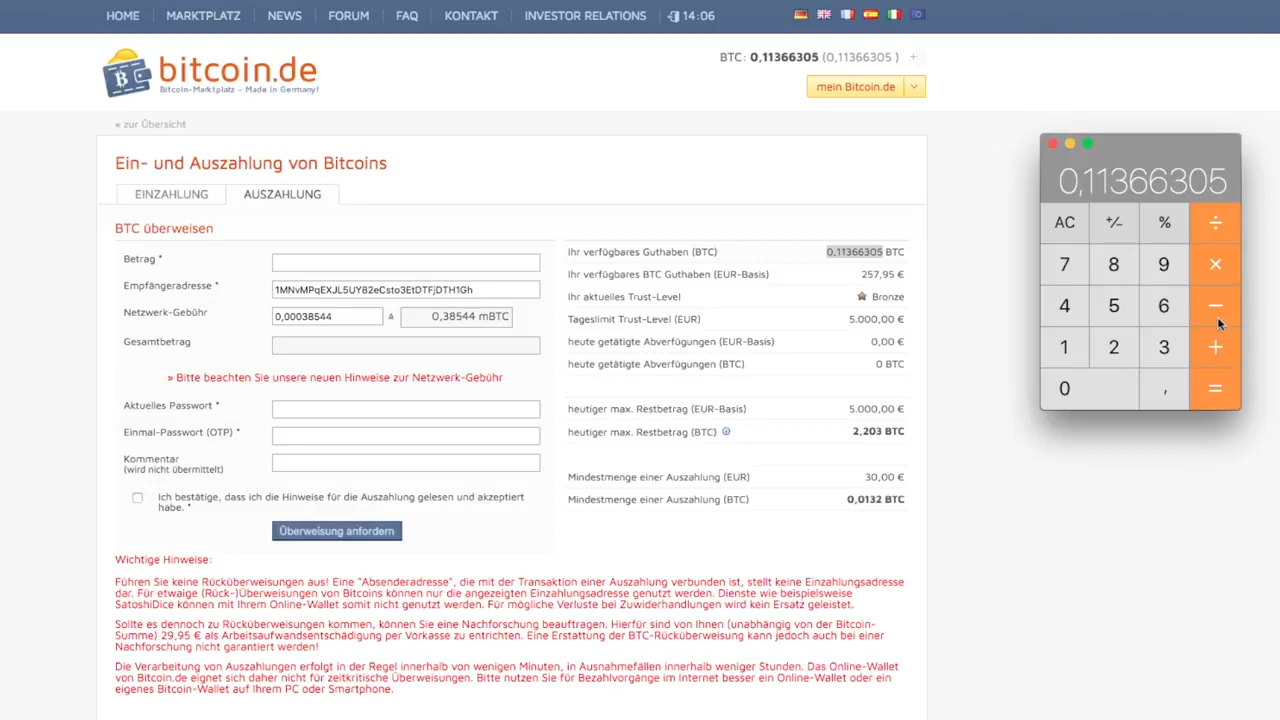 HOME MARKTPLATZ NEWS FORUM FAQ KONTAKT INVESTOR RELATIONS 14:06
BTC: 0,11366305 (0,11366305 ) +
bitcoin.de
Bitcoin-Marktplatz - Made in Germany!
mein Bitcoin.de
« zur Übersicht
Ein- und Auszahlung von Bitcoins
EINZAHLUNG AUSZAHLUNG
BTC überweisen
Betrag *
Empfängeradresse * 1MNvMPqEXJL5UY82eCsto3EtDTFjDTH1Gh
Netzwerk-Gebühr 0,00038544 ≙ 0,38544 mBTC
Gesamtbetrag
» Bitte beachten Sie unsere neuen Hinweise zur Netzwerk-Gebühr
Aktuelles Passwort *
Einmal-Passwort (OTP) *
Kommentar
(wird nicht übermittelt)
Ich bestätige, dass ich die Hinweise für die Auszahlung gelesen und akzeptiert
habe. *
Überweisung anfordern
Ihr verfügbares Guthaben (BTC) 0,11366305 BTC
Ihr verfügbares BTC Guthaben (EUR-Basis) 257,95 €
Ihr aktuelles Trust-Level Bronze
Tageslimit Trust-Level (EUR) 5.000,00 €
heute getätigte Abverfügungen (EUR-Basis) 0,00 €
heute getätigte Abverfügungen (BTC) 0 BTC
heutiger max. Restbetrag (EUR-Basis) 5.000,00 €
heutiger max. Restbetrag (BTC) 2,203 BTC
Mindestmenge einer Auszahlung (EUR) 30,00 €
Mindestmenge einer Auszahlung (BTC) 0,0132 BTC
Wichtige Hinweise:
Führen Sie keine Rücküberweisungen aus! Eine "Absenderadresse", die mit der Transaktion einer Auszahlung verbunden ist, stellt keine Einzahlungsadresse
dar. Für etwaige (Rück-)Überweisungen von Bitcoins können nur die angezeigten Einzahlungsadresse genutzt werden. Dienste wie beispielsweise
SatoshiDice können mit Ihrem Online-Wallet somit nicht genutzt werden. Für mögliche Verluste bei Zuwiderhandlungen wird kein Ersatz geleistet.
Sollte es dennoch zu Rücküberweisungen kommen, können Sie eine Nachforschung beauftragen. Hierfür sind von Ihnen (unabhängig von der Bitcoin-
Summe) 29,95 € als Arbeitsaufwandsentschädigung per Vorkasse zu entrichten. Eine Erstattung der BTC-Rücküberweisung kann jedoch auch bei einer
Nachforschung nicht garantiert werden!
Die Verarbeitung von Auszahlungen erfolgt in der Regel innerhalb von wenigen Minuten, in Ausnahmefällen innerhalb weniger Stunden. Das Online-Wallet
von Bitcoin.de eignet sich daher nicht für zeitkritische Überweisungen. Bitte nutzen Sie für Bezahlvorgänge im Internet besser ein Online-Wallet oder ein
eigenes Bitcoin-Wallet auf Ihrem PC oder Smartphone.
0,11366305
AC +/− % ÷
7 8 9 ×
4 5 6 −
1 2 3 +
0 , =